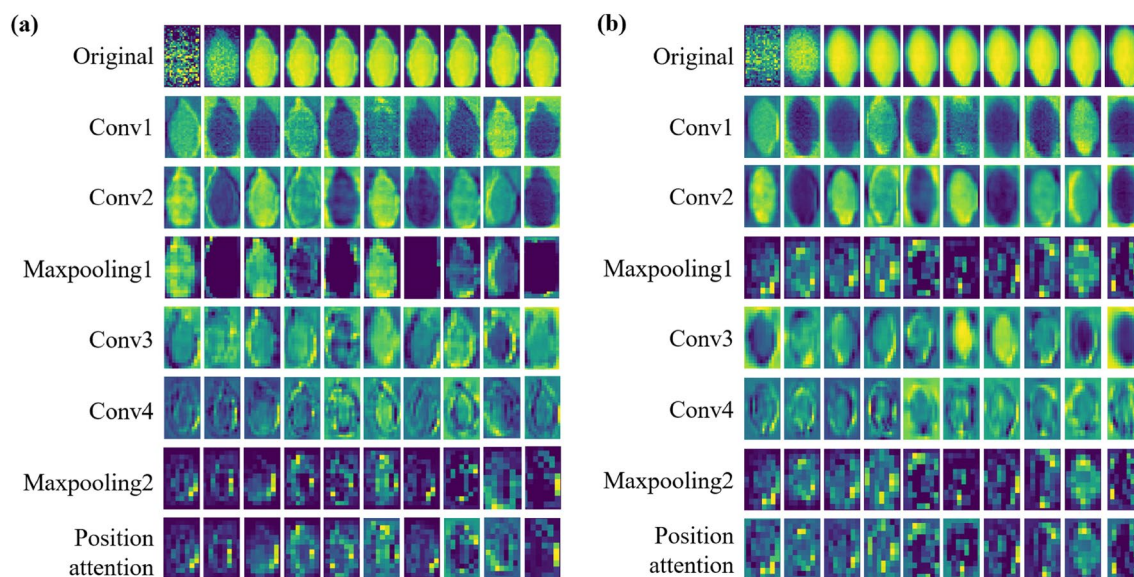 (a)
Original
Conv1
Conv2
Maxpooling1
Conv3
Conv4
Maxpooling2
Position
attention
(b)
Original
Conv1
Conv2
Maxpooling1
Conv3
Conv4
Maxpooling2
Position
attention